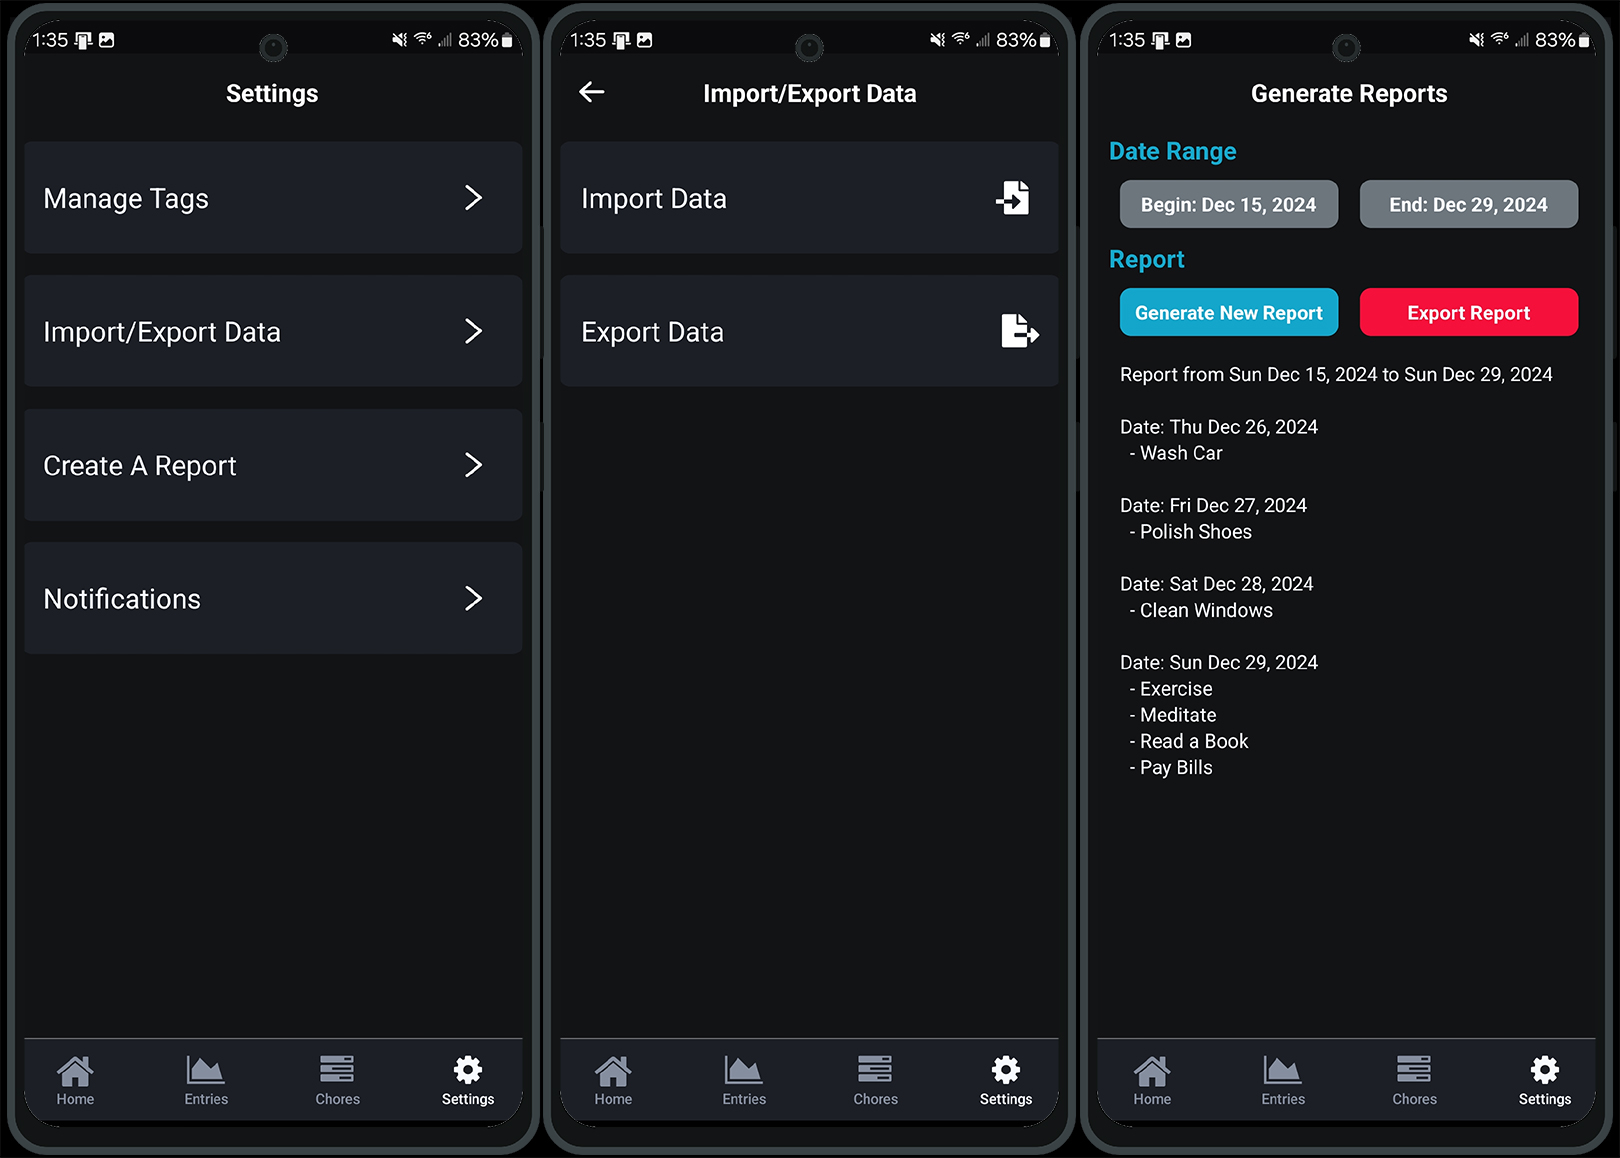 1:35 83%
Settings
Manage Tags
Import/Export Data
Create A Report
Notifications
Home Entries Chores Settings
1:35 83%
Import/Export Data
Import Data
Export Data
Home Entries Chores Settings
1:35 83%
Generate Reports
Date Range
Begin: Dec 15, 2024 End: Dec 29, 2024
Report
Generate New Report Export Report
Report from Sun Dec 15, 2024 to Sun Dec 29, 2024
Date: Thu Dec 26, 2024
- Wash Car
Date: Fri Dec 27, 2024
- Polish Shoes
Date: Sat Dec 28, 2024
- Clean Windows
Date: Sun Dec 29, 2024
- Exercise
- Meditate
- Read a Book
- Pay Bills
Home Entries Chores Settings